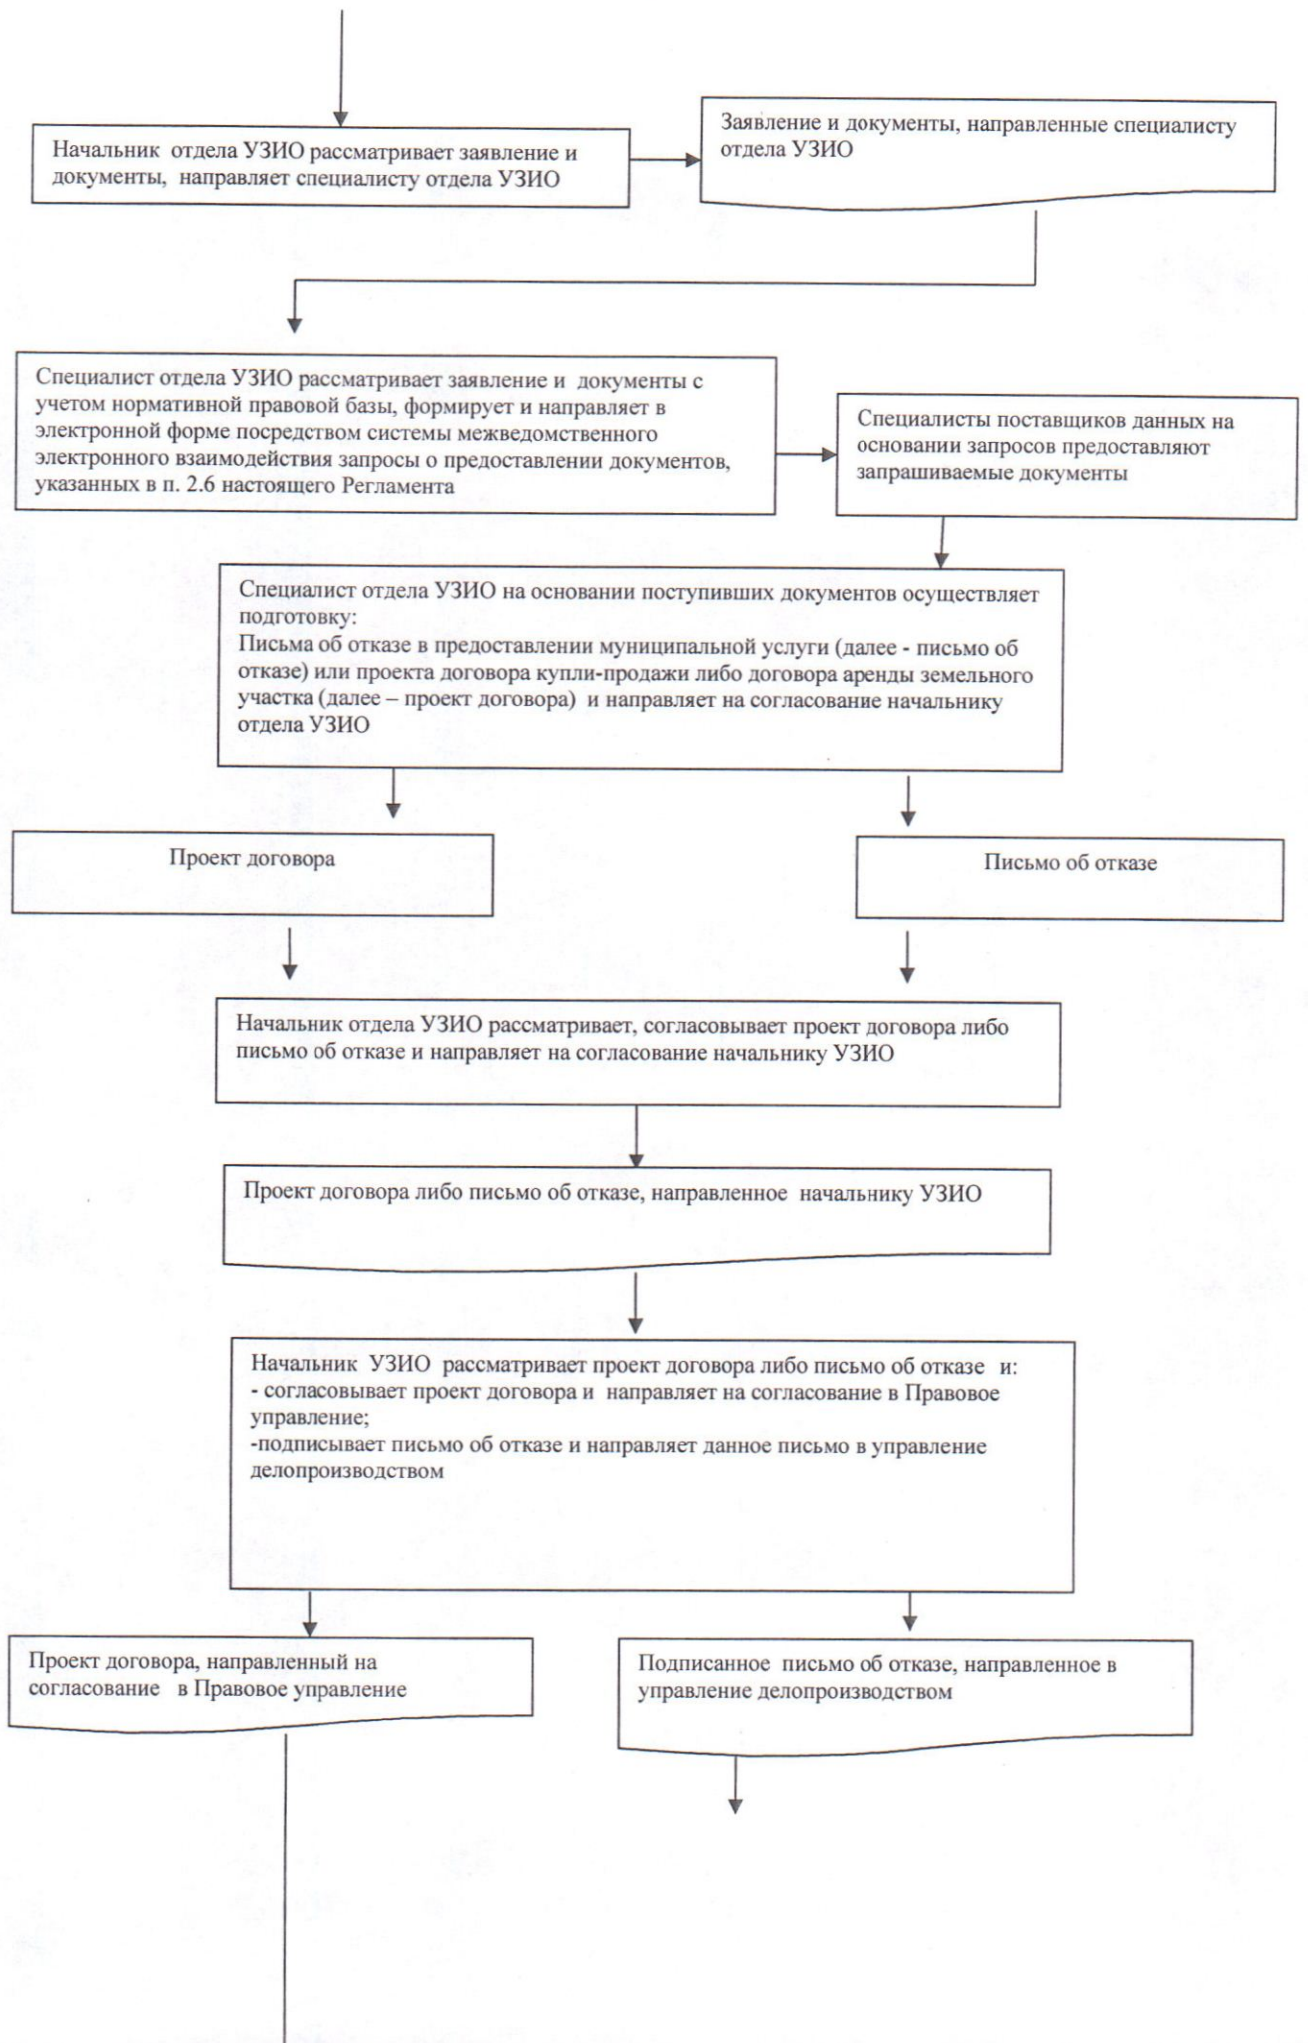 Начальник отдела УЗИО рассматривает заявление и
документы, направляет специалисту отдела УЗИО
Заявление и документы, направленные специалисту
отдела УЗИО
Специалист отдела УЗИО рассматривает заявление и документы с
учетом нормативной правовой базы, формирует и направляет в
электронной форме посредством системы межведомственного
электронного взаимодействия запросы о предоставлении документов,
указанных в п. 2.6 настоящего Регламента
Специалисты поставщиков данных на
основании запросов предоставляют
запрашиваемые документы
Специалист отдела УЗИО на основании поступивших документов осуществляет
подготовку:
Письма об отказе в предоставлении муниципальной услуги (далее - письмо об
отказе) или проекта договора купли-продажи либо договора аренды земельного
участка (далее – проект договора) и направляет на согласование начальнику
отдела УЗИО
Проект договора
Письмо об отказе
Начальник отдела УЗИО рассматривает, согласовывает проект договора либо
письмо об отказе и направляет на согласование начальнику УЗИО
Проект договора либо письмо об отказе, направленное начальнику УЗИО
Начальник УЗИО рассматривает проект договора либо письмо об отказе и:
- согласовывает проект договора и направляет на согласование в Правовое
управление;
-подписывает письмо об отказе и направляет данное письмо в управление
делопроизводством
Проект договора, направленный на
согласование в Правовое управление
Подписанное письмо об отказе, направленное в
управление делопроизводством